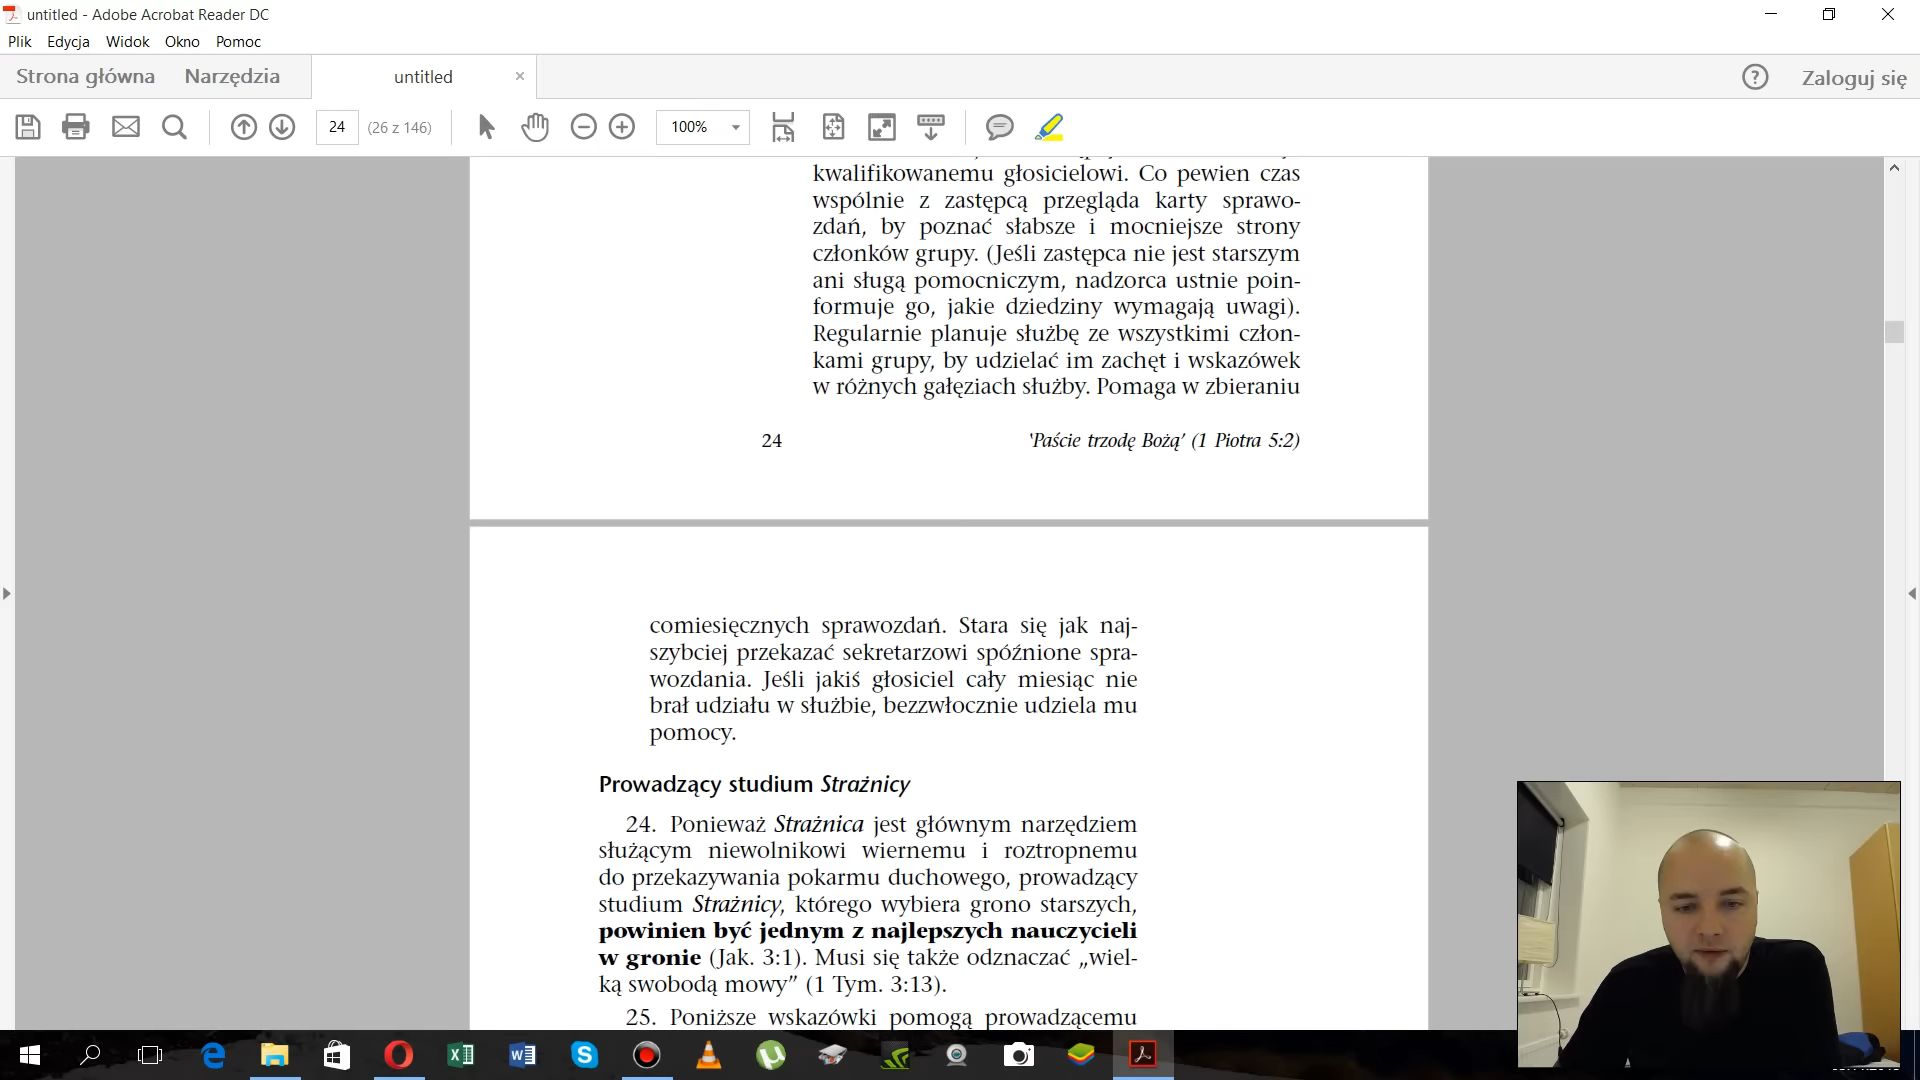 untitled - Adobe Acrobat Reader DC
Plik Edycja Widok Okno Pomoc
Strona główna Narzędzia untitled × ? Zaloguj się
24 (26 z 146) 100%
kwalifikowanemu głosicielowi. Co pewien czas
wspólnie z zastępcą przegląda karty sprawo-
zdań, by poznać słabsze i mocniejsze strony
członków grupy. (Jeśli zastępca nie jest starszym
ani sługą pomocniczym, nadzorca ustnie poin-
formuje go, jakie dziedziny wymagają uwagi).
Regularnie planuje służbę ze wszystkimi człon-
kami grupy, by udzielać im zachęt i wskazówek
w różnych gałęziach służby. Pomaga w zbieraniu
24 ‛Paście trzodę Bożą’ (1 Piotra 5:2)
comiesięcznych sprawozdań. Stara się jak naj-
szybciej przekazać sekretarzowi spóźnione spra-
wozdania. Jeśli jakiś głosiciel cały miesiąc nie
brał udziału w służbie, bezzwłocznie udziela mu
pomocy.
Prowadzący studium Strażnicy
24. Ponieważ Strażnica jest głównym narzędziem
służącym niewolnikowi wiernemu i roztropnemu
do przekazywania pokarmu duchowego, prowadzący
studium Strażnicy, którego wybiera grono starszych,
powinien być jednym z najlepszych nauczycieli
w gronie (Jak. 3:1). Musi się także odznaczać „wiel-
ką swobodą mowy” (1 Tym. 3:13).
25. Poniższe wskazówki pomogą prowadzącemu